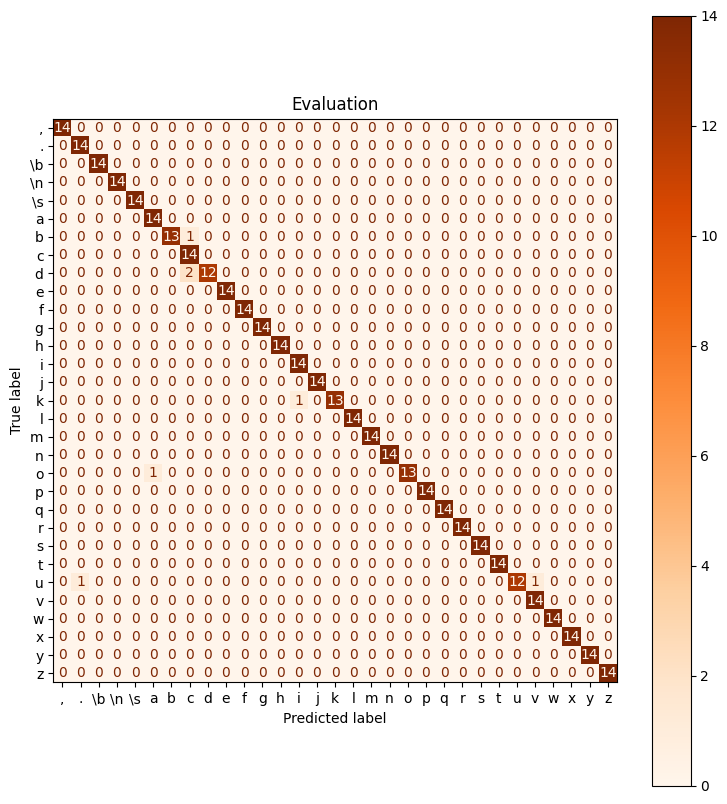 Evaluation
, 14 0 0 0 0 0 0 0 0 0 0 0 0 0 0 0 0 0 0 0 0 0 0 0 0 0 0 0 0 0 0
. 0 14 0 0 0 0 0 0 0 0 0 0 0 0 0 0 0 0 0 0 0 0 0 0 0 0 0 0 0 0 0
\b 0 0 14 0 0 0 0 0 0 0 0 0 0 0 0 0 0 0 0 0 0 0 0 0 0 0 0 0 0 0 0
\n 0 0 0 14 0 0 0 0 0 0 0 0 0 0 0 0 0 0 0 0 0 0 0 0 0 0 0 0 0 0 0
\s 0 0 0 0 14 0 0 0 0 0 0 0 0 0 0 0 0 0 0 0 0 0 0 0 0 0 0 0 0 0 0
a 0 0 0 0 0 14 0 0 0 0 0 0 0 0 0 0 0 0 0 0 0 0 0 0 0 0 0 0 0 0 0
b 0 0 0 0 0 0 13 1 0 0 0 0 0 0 0 0 0 0 0 0 0 0 0 0 0 0 0 0 0 0 0
c 0 0 0 0 0 0 0 14 0 0 0 0 0 0 0 0 0 0 0 0 0 0 0 0 0 0 0 0 0 0 0
d 0 0 0 0 0 0 0 2 12 0 0 0 0 0 0 0 0 0 0 0 0 0 0 0 0 0 0 0 0 0 0
e 0 0 0 0 0 0 0 0 0 14 0 0 0 0 0 0 0 0 0 0 0 0 0 0 0 0 0 0 0 0 0
f 0 0 0 0 0 0 0 0 0 0 14 0 0 0 0 0 0 0 0 0 0 0 0 0 0 0 0 0 0 0 0
g 0 0 0 0 0 0 0 0 0 0 0 14 0 0 0 0 0 0 0 0 0 0 0 0 0 0 0 0 0 0 0
h 0 0 0 0 0 0 0 0 0 0 0 0 14 0 0 0 0 0 0 0 0 0 0 0 0 0 0 0 0 0 0
i 0 0 0 0 0 0 0 0 0 0 0 0 0 14 0 0 0 0 0 0 0 0 0 0 0 0 0 0 0 0 0
j 0 0 0 0 0 0 0 0 0 0 0 0 0 0 14 0 0 0 0 0 0 0 0 0 0 0 0 0 0 0 0
k 0 0 0 0 0 0 0 0 0 0 0 0 0 1 0 13 0 0 0 0 0 0 0 0 0 0 0 0 0 0 0
l 0 0 0 0 0 0 0 0 0 0 0 0 0 0 0 0 14 0 0 0 0 0 0 0 0 0 0 0 0 0 0
m 0 0 0 0 0 0 0 0 0 0 0 0 0 0 0 0 0 14 0 0 0 0 0 0 0 0 0 0 0 0 0
n 0 0 0 0 0 0 0 0 0 0 0 0 0 0 0 0 0 0 14 0 0 0 0 0 0 0 0 0 0 0 0
o 0 0 0 0 0 1 0 0 0 0 0 0 0 0 0 0 0 0 0 13 0 0 0 0 0 0 0 0 0 0 0
p 0 0 0 0 0 0 0 0 0 0 0 0 0 0 0 0 0 0 0 0 14 0 0 0 0 0 0 0 0 0 0
q 0 0 0 0 0 0 0 0 0 0 0 0 0 0 0 0 0 0 0 0 0 14 0 0 0 0 0 0 0 0 0
r 0 0 0 0 0 0 0 0 0 0 0 0 0 0 0 0 0 0 0 0 0 0 14 0 0 0 0 0 0 0 0
s 0 0 0 0 0 0 0 0 0 0 0 0 0 0 0 0 0 0 0 0 0 0 0 14 0 0 0 0 0 0 0
t 0 0 0 0 0 0 0 0 0 0 0 0 0 0 0 0 0 0 0 0 0 0 0 0 14 0 0 0 0 0 0
u 0 1 0 0 0 0 0 0 0 0 0 0 0 0 0 0 0 0 0 0 0 0 0 0 0 12 1 0 0 0 0
v 0 0 0 0 0 0 0 0 0 0 0 0 0 0 0 0 0 0 0 0 0 0 0 0 0 0 14 0 0 0 0
w 0 0 0 0 0 0 0 0 0 0 0 0 0 0 0 0 0 0 0 0 0 0 0 0 0 0 0 14 0 0 0
x 0 0 0 0 0 0 0 0 0 0 0 0 0 0 0 0 0 0 0 0 0 0 0 0 0 0 0 0 14 0 0
y 0 0 0 0 0 0 0 0 0 0 0 0 0 0 0 0 0 0 0 0 0 0 0 0 0 0 0 0 0 14 0
z 0 0 0 0 0 0 0 0 0 0 0 0 0 0 0 0 0 0 0 0 0 0 0 0 0 0 0 0 0 0 14
, . \b \n \s a b c d e f g h i j k l m n o p q r s t u v w x y z
Predicted label
True label
14
12
10
8
6
4
2
0